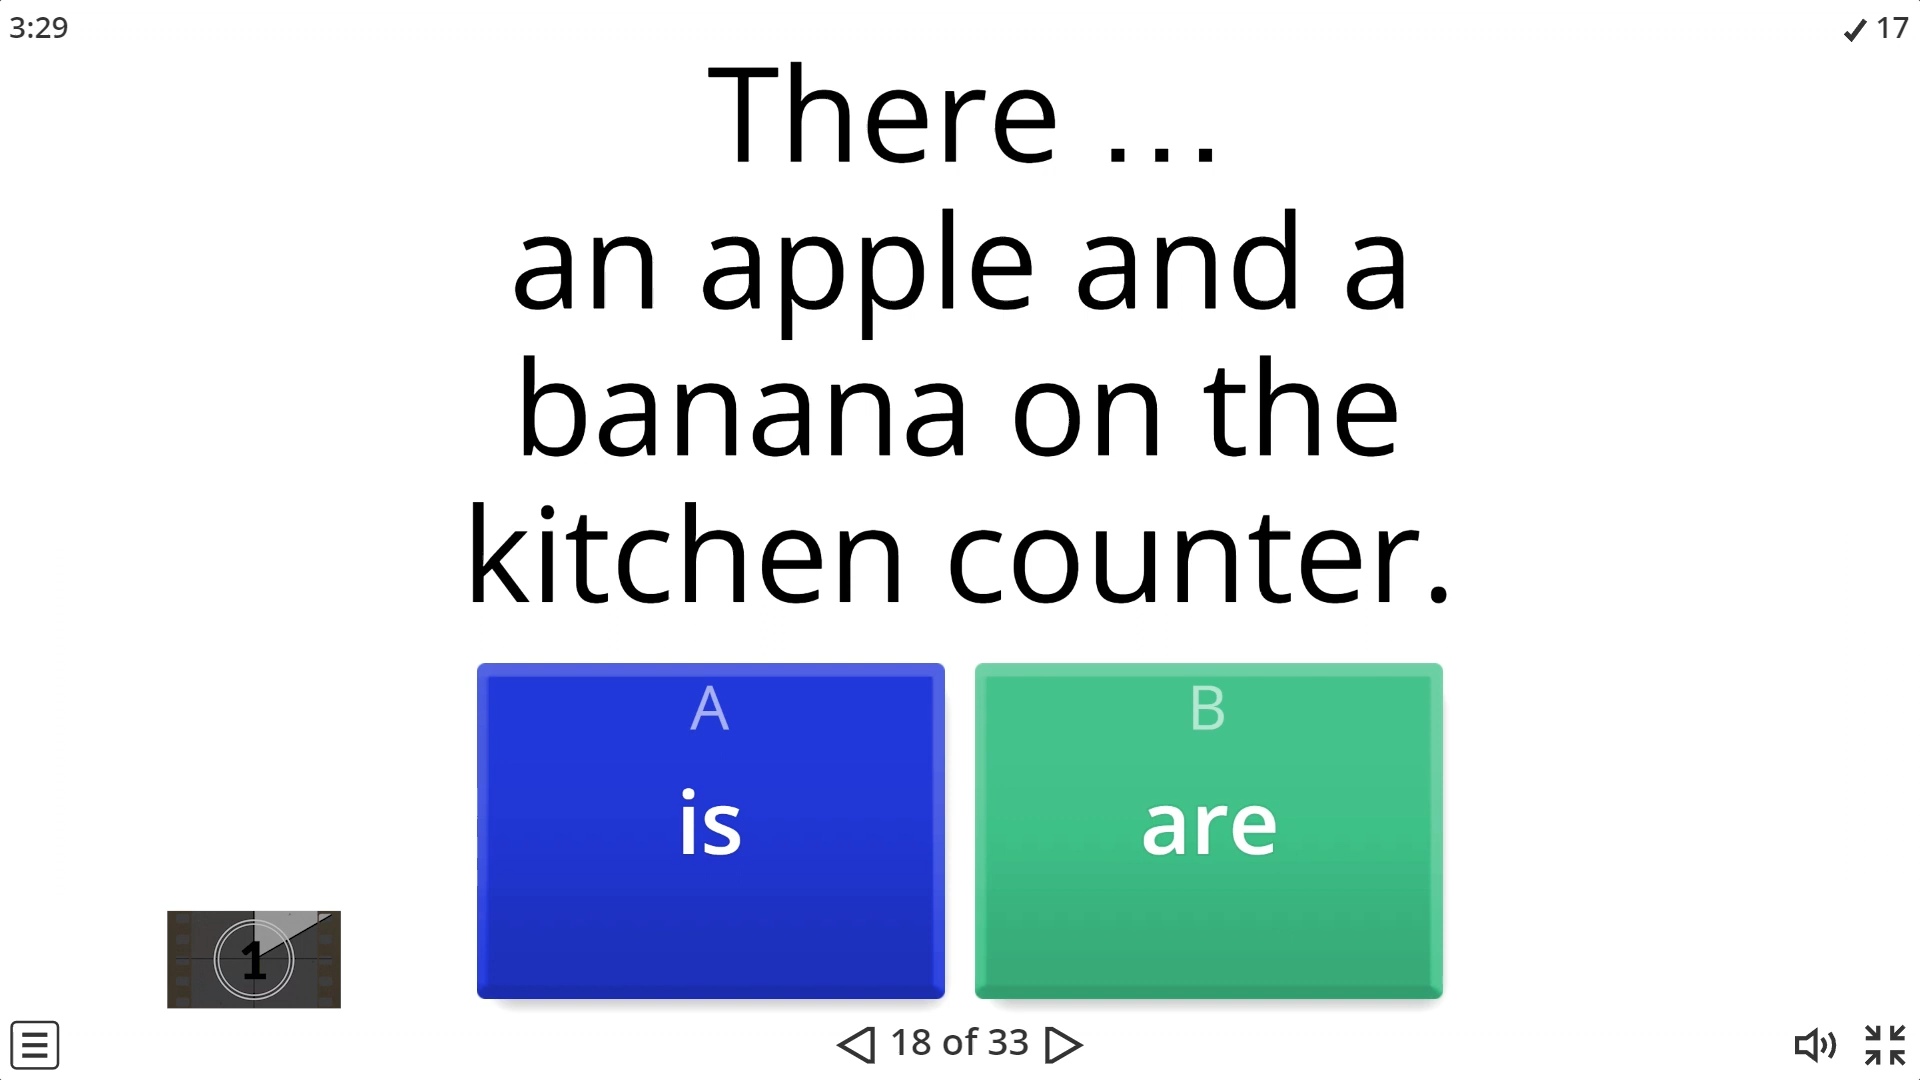 3:29
✓ 17
There ...
an apple and a
banana on the
kitchen counter.
A
B
is
are
1
18 of 33